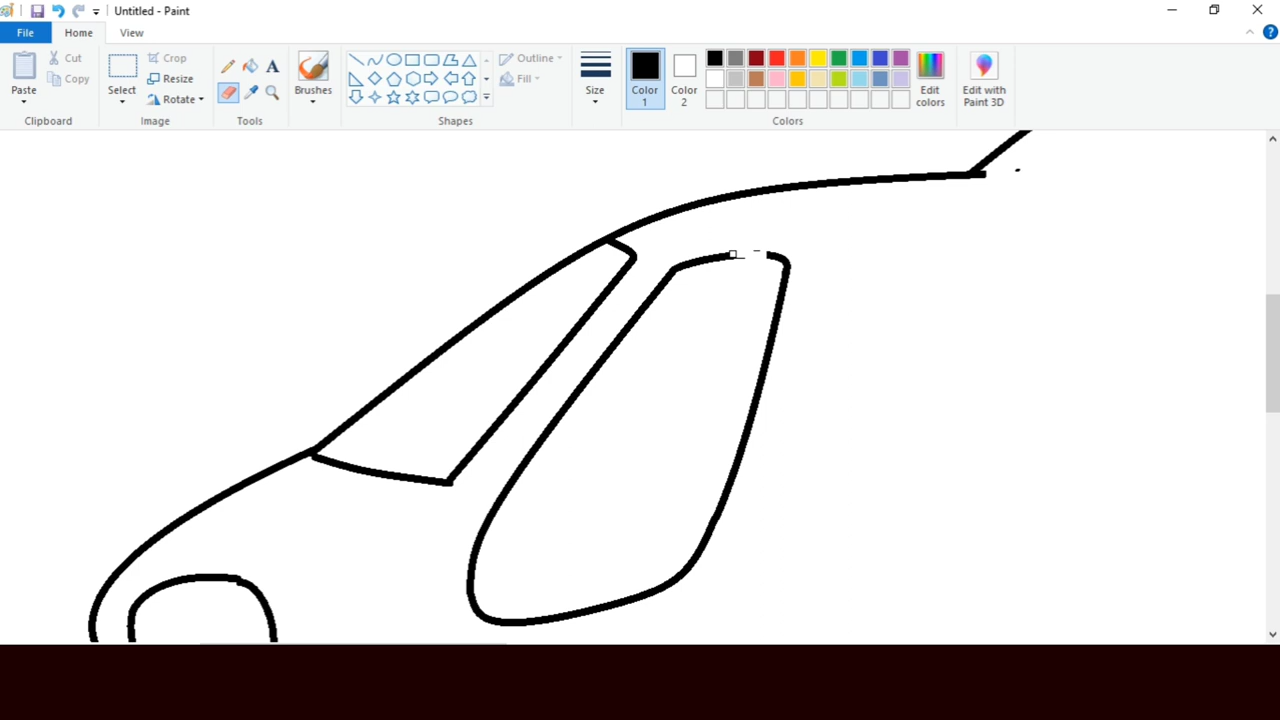 Untitled - Paint
File Home View
Paste
Cut
Copy
Clipboard
Select
Crop
Resize
Rotate
Image
A
Tools
Brushes
Shapes
Outline
Fill
Size
Color
1
Color
2
Edit
colors
Colors
Edit with
Paint 3D
?